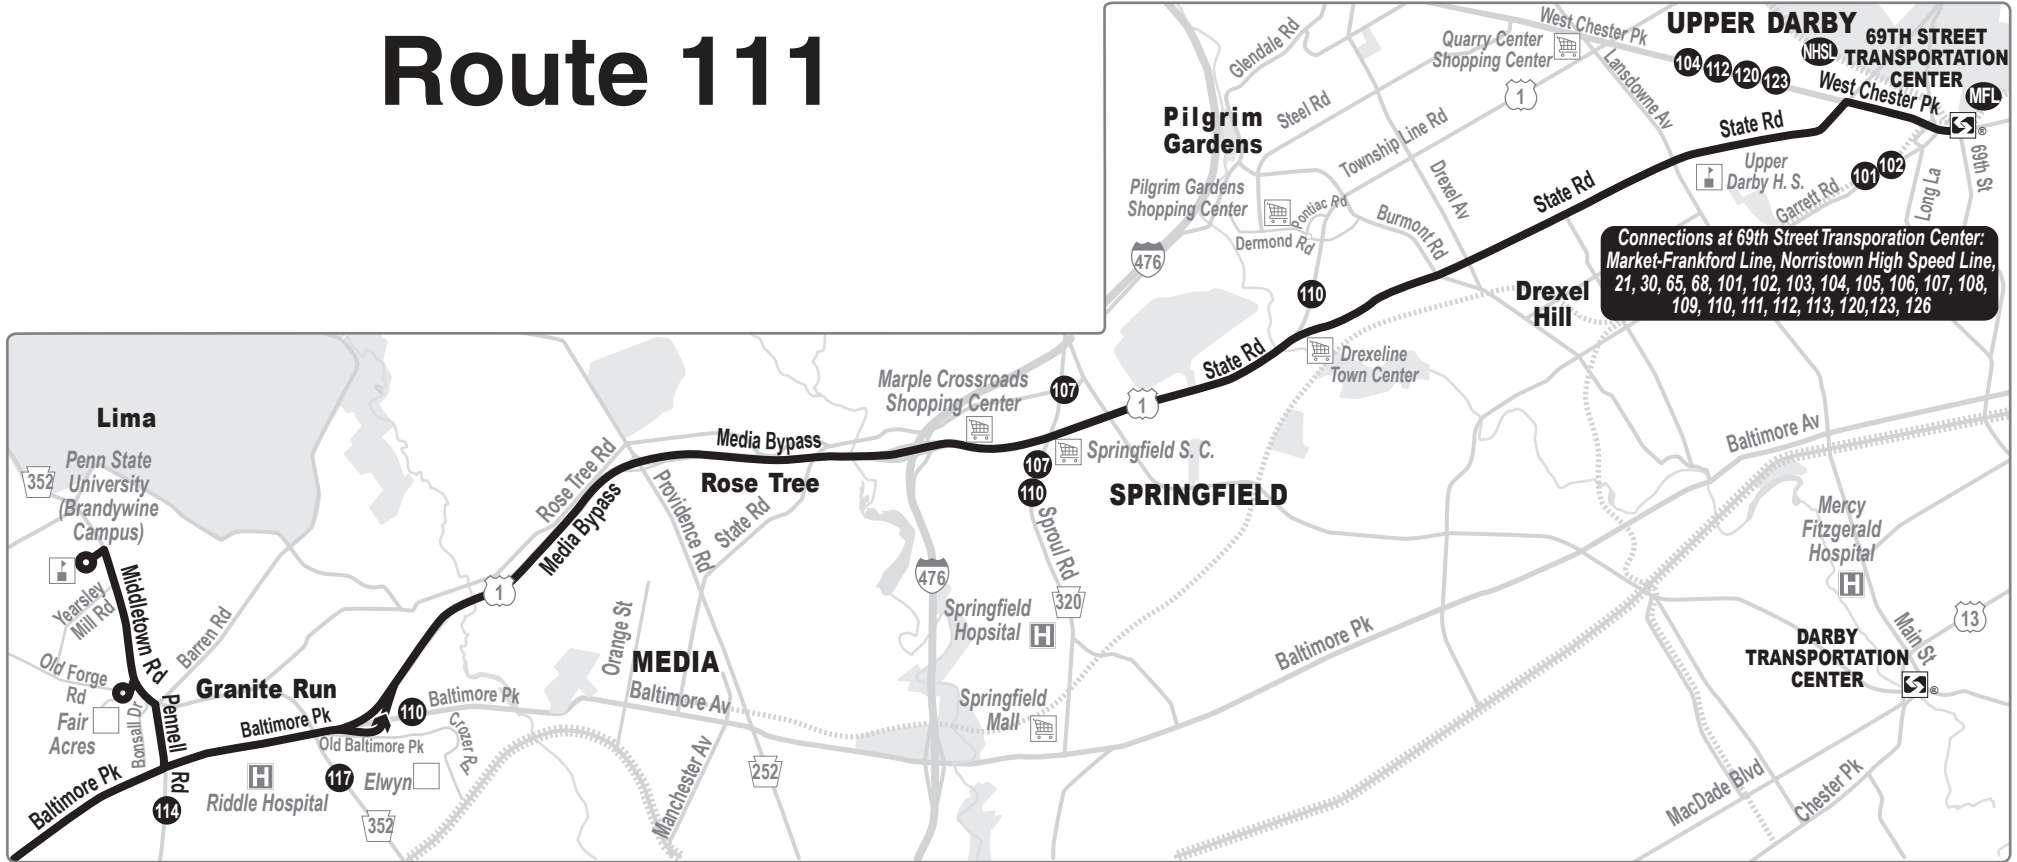 Route 111
West Chester Pk
UPPER DARBY
69TH STREET
TRANSPORTATION
CENTER
NHSL
MFL
Glendale Rd
Quarry Center
Shopping Center
Lansdowne Av
104
112
120
123
West Chester Pk
®
1
Steel Rd
Township Line Rd
State Rd
Pilgrim
Gardens
Upper
Darby H. S.
101
102
Garrett Rd
Long La
69th St
Pilgrim Gardens
Shopping Center
Pontiac Rd
Dermond Rd
Drexel Av
Burmont Rd
State Rd
476
110
Drexel
Hill
Connections at 69th Street Transporation Center:
Market-Frankford Line, Norristown High Speed Line,
21, 30, 65, 68, 101, 102, 103, 104, 105, 106, 107, 108,
109, 110, 111, 112, 113, 120,123, 126
State Rd
Drexeline
Town Center
Marple Crossroads
Shopping Center
107
1
Lima
Penn State
University
(Brandywine
Campus)
352
Rose Tree Rd
Media Bypass
Media Bypass
Rose Tree
Providence Rd
State Rd
107
110
Springfield S. C.
SPRINGFIELD
Baltimore Av
Mercy
Fitzgerald
Hospital
H
Sproul Rd
476
320
Springfield
Hopsital
H
1
Yearsley
Mill Rd
Middletown Rd
Barren Rd
Orange St
MEDIA
Baltimore Pk
Main St
13
DARBY
TRANSPORTATION
CENTER
®
Old Forge
Rd
Granite Run
Fair
Acres
Bonsall Dr
Pennell
Rd
Baltimore Pk
110
Baltimore Pk
Baltimore Av
Crozer Rd
Old Baltimore Pk
Springfield
Mall
Baltimore Pk
114
H
Riddle Hospital
117
Elwyn
352
Manchester Av
252
MacDade Blvd
Chester Pk